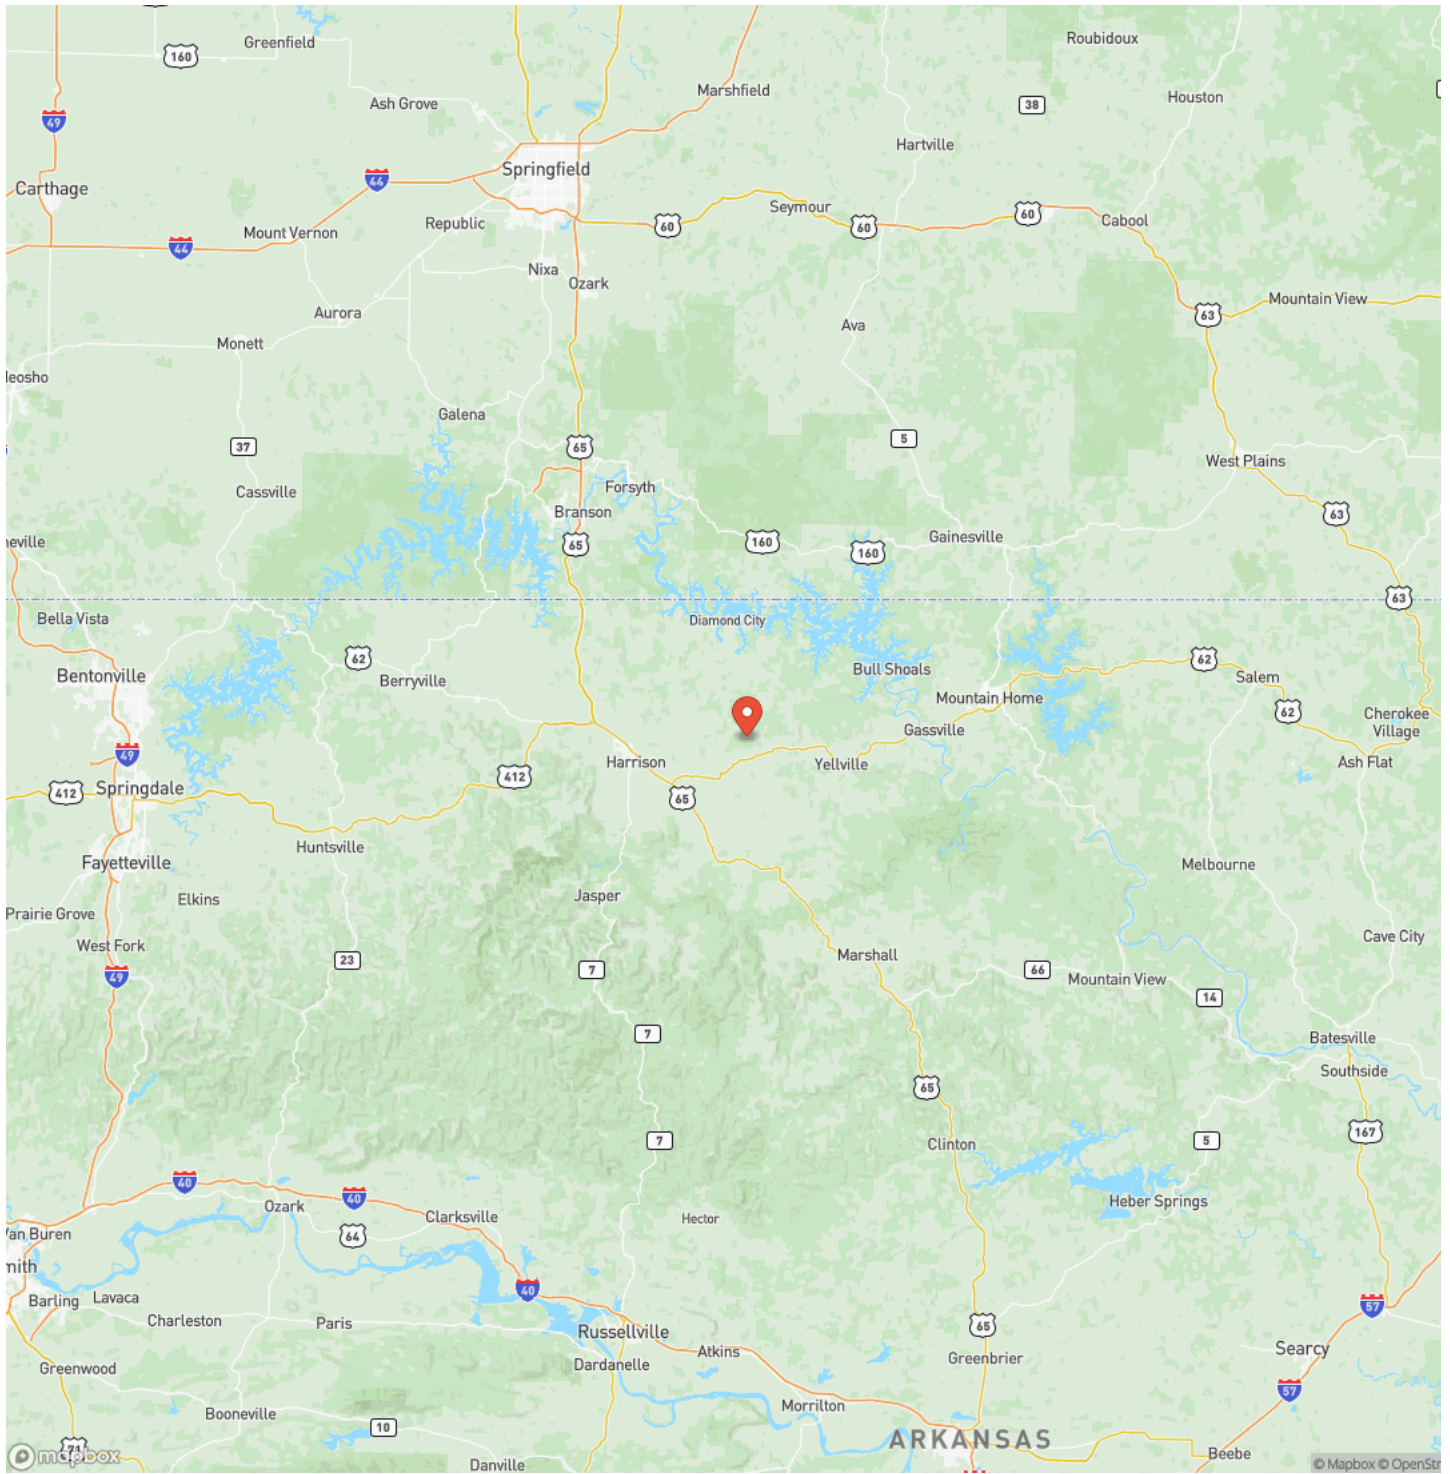 Greenfield
Roubidoux
160
Marshfield
Houston
Ash Grove
38
49
Hartville
Springfield
44
Carthage
Seymour
60
Cabool
Republic
60
60
Mount Vernon
44
Nixa
Ozark
Mountain View
Aurora
63
Ava
Monett
eosho
Galena
5
65
37
West Plains
Forsyth
Cassville
Branson
63
Gainesville
160
65
160
eville
63
Diamond City
Bella Vista
62
62
Bull Shoals
Bentonville
Berryville
Salem
Mountain Home
62
Cherokee
Village
Gassville
49
Harrison
Yellville
Ash Flat
412
Springdale
412
65
Huntsville
Fayetteville
Melbourne
Jasper
Elkins
Prairie Grove
Cave City
West Fork
Marshall
23
7
66
49
Mountain View
14
7
Batesville
Southside
65
167
7
5
Clinton
40
40
Heber Springs
Ozark
Clarksville
Hector
Van Buren
64
mith
40
Barling
Lavaca
57
Charleston
Paris
65
Russellville
Searcy
Atkins
Greenbrier
Dardanelle
Greenwood
57
Morrilton
Booneville
10
ARKANSAS
71
mapbox
Beebe
Danville
© Mapbox © OpenStr